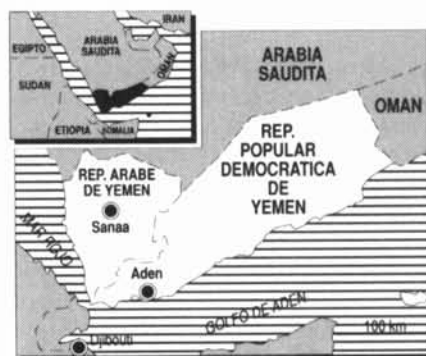 IRAN
EGIPTO
ARABIA
SAUDITA
OMAN
SUDAN
ETIOPIA
SOMALIA
ARABIA
SAUDITA
OMAN
REP.
POPULAR
DEMOCRATICA
DE
YEMEN
REP. ARABE
DE YEMEN
Sanaa
MAR ROJO
Aden
GOLFO DE ADEN
100 km
Djibouti